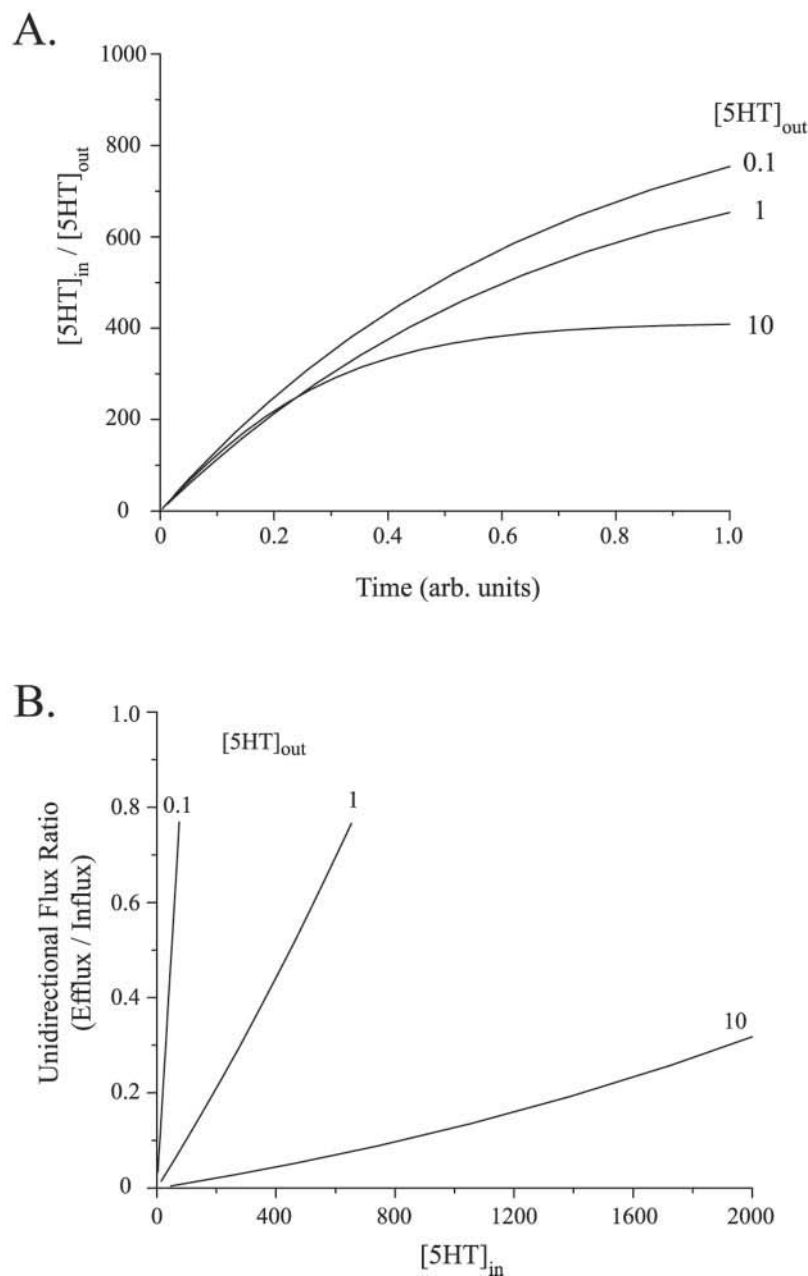 A.
1000
800
600
400
200
0
[5HT]in / [5HT]out
[5HT]out
0.1
1
10
0 0.2 0.4 0.6 0.8 1.0
Time (arb. units)
B.
1.0
0.8
0.6
0.4
0.2
0
Unidirectional Flux Ratio
(Efflux / Influx)
[5HT]out
0.1
1
10
0 400 800 1200 1600 2000
[5HT]in